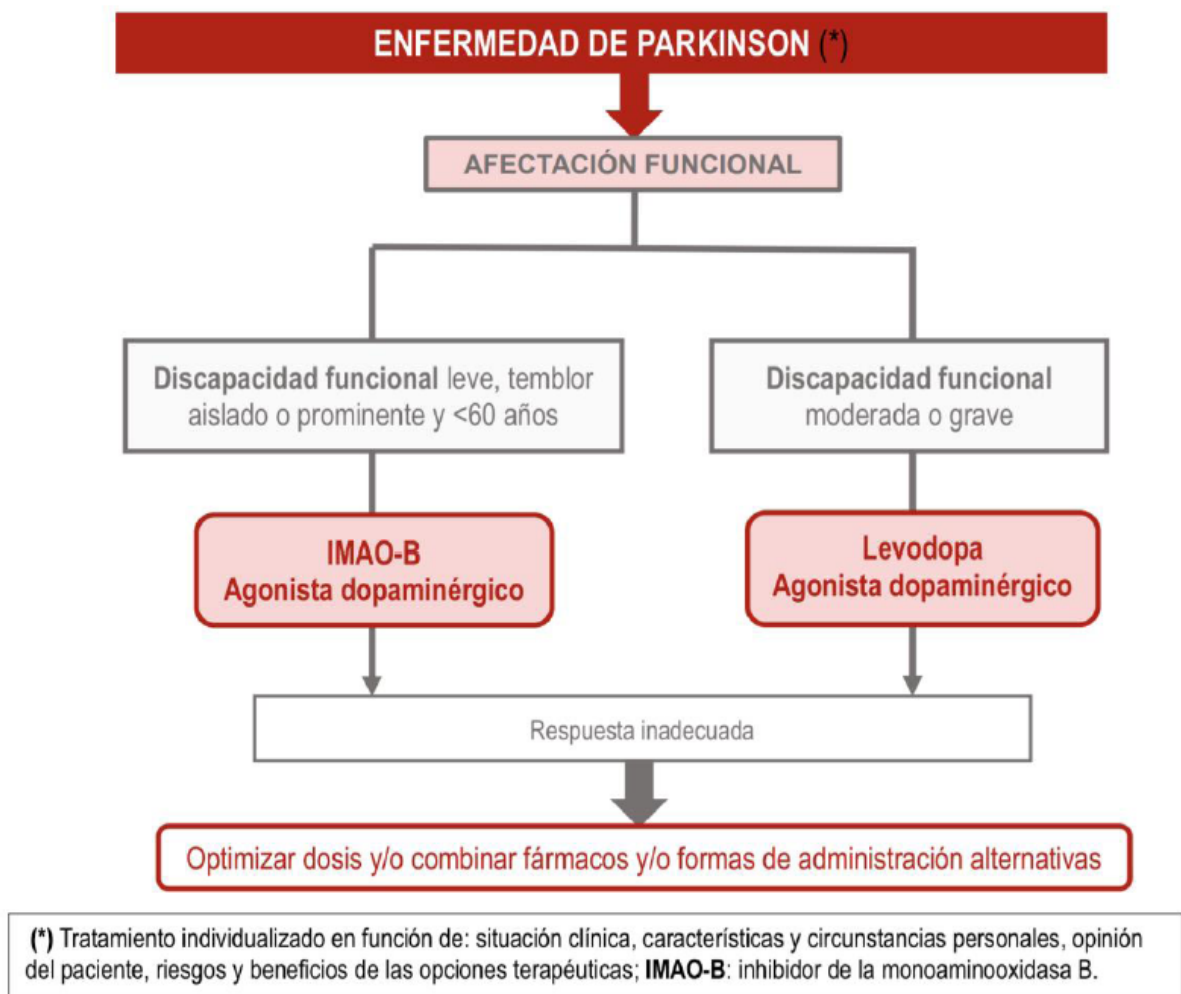 ENFERMEDAD DE PARKINSON (*)
AFECTACIÓN FUNCIONAL
Discapacidad funcional leve, temblor
aislado o prominente y <60 años
Discapacidad funcional
moderada o grave
IMAO-B
Agonista dopaminérgico
Levodopa
Agonista dopaminérgico
Respuesta inadecuada
Optimizar dosis y/o combinar fármacos y/o formas de administración alternativas
(*) Tratamiento individualizado en función de: situación clínica, características y circunstancias personales, opinión
del paciente, riesgos y beneficios de las opciones terapéuticas; IMAO-B: inhibidor de la monoaminooxidasa B.